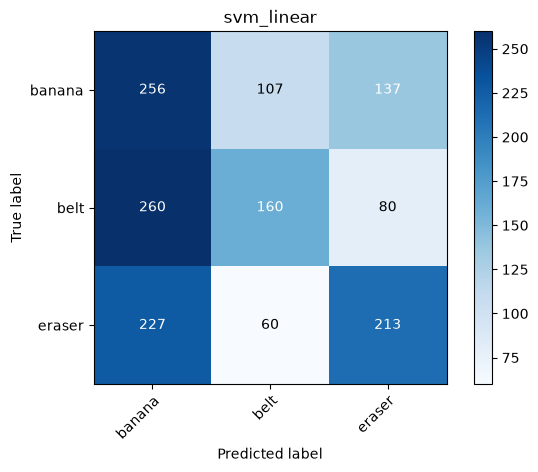 svm_linear
banana 256 107 137
belt 260 160 80
eraser 227 60 213
banana belt eraser
Predicted label
True label
250
225
200
175
150
125
100
75